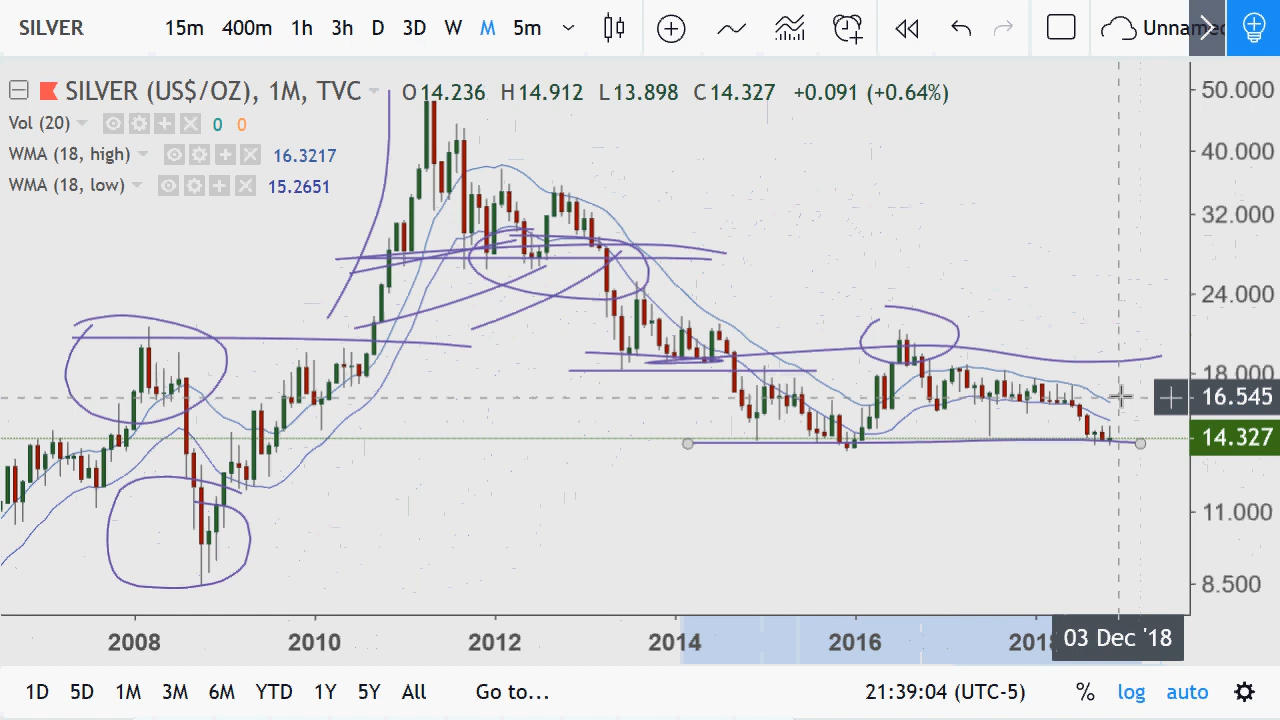 SILVER 15m 400m 1h 3h D 3D W M 5m Unname
SILVER (US$/OZ), 1M, TVC O14.236 H14.912 L13.898 C14.327 +0.091 (+0.64%)
Vol (20) 0 0
WMA (18, high) 16.3217
WMA (18, low) 15.2651
50.000
40.000
32.000
24.000
18.000
16.545
14.327
11.000
8.500
2008 2010 2012 2014 2016 201 03 Dec '18
1D 5D 1M 3M 6M YTD 1Y 5Y All Go to... 21:39:04 (UTC-5) % log auto